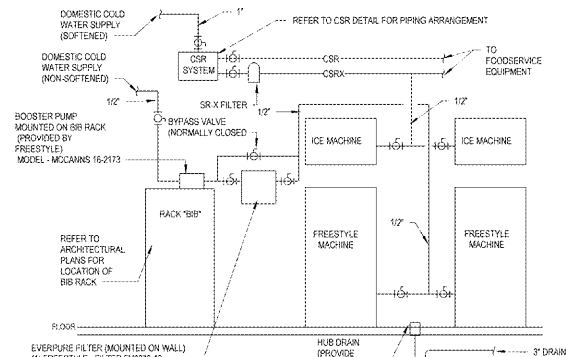 DOMESTIC COLD
WATER SUPPLY
(SOFTENED)
1"
REFER TO CSR DETAIL FOR PIPING ARRANGEMENT
DOMESTIC COLD
WATER SUPPLY
(NON-SOFTENED)
CSR
SYSTEM
CSR
CSRX
TO
FOODSERVICE
EQUIPMENT
1/2"
SR-X FILTER
1/2"
1/2"
BOOSTER PUMP
MOUNTED ON BIB RACK
(PROVIDED BY
FREESTYLE)
MODEL - MCCANNS 16-2173
BYPASS VALVE
(NORMALLY CLOSED
ICE MACHINE
ICE MACHINE
RACK "BIB"
REFER TO
ARCHITECTURAL
PLANS FOR
LOCATION OF
BIB RACK
FREESTYLE
MACHINE
1/2"
FREESTYLE
MACHINE
FLOOR
EVERPURE FILTER (MOUNTED ON WALL)
HUB DRAIN
(PROVIDE
3" DRAIN